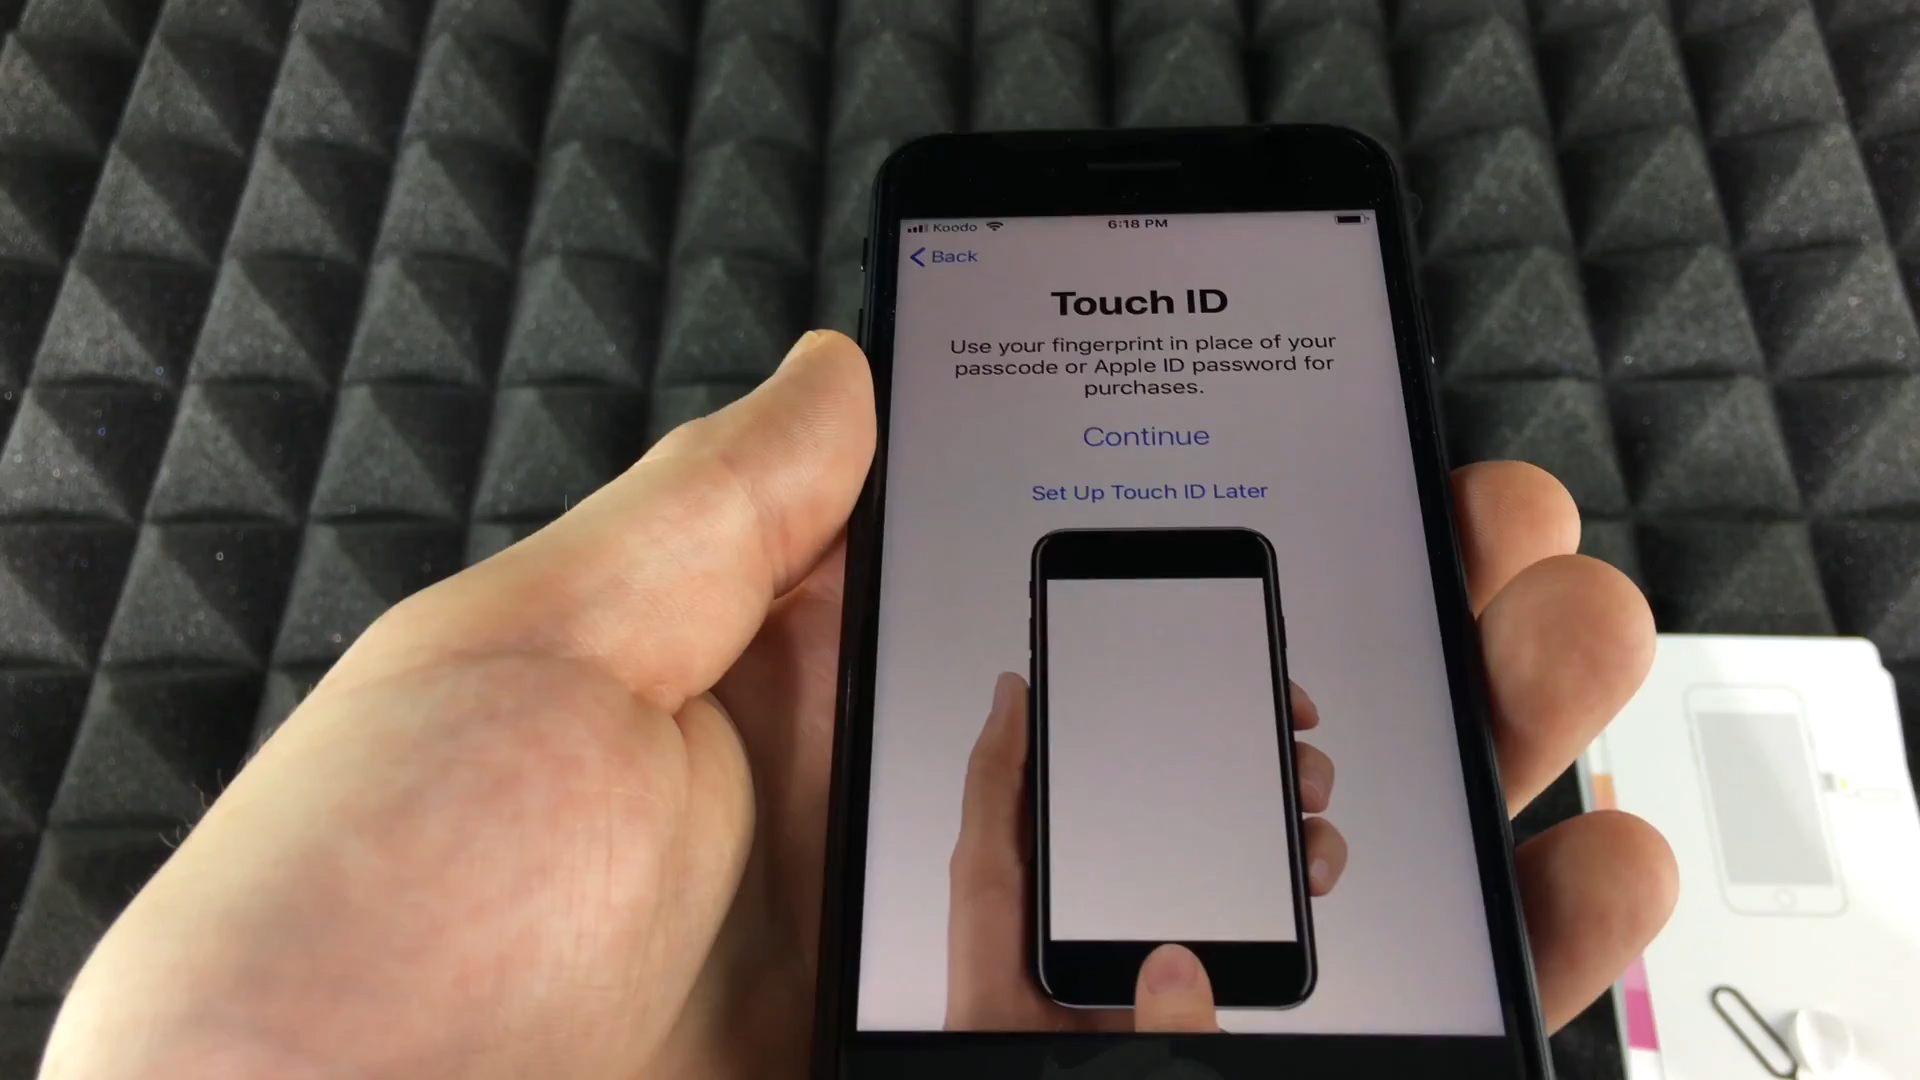 Koodo
6:18 PM
Back
Touch ID
Use your fingerprint in place of your
passcode or Apple ID password for
purchases.
Continue
Set Up Touch ID Later